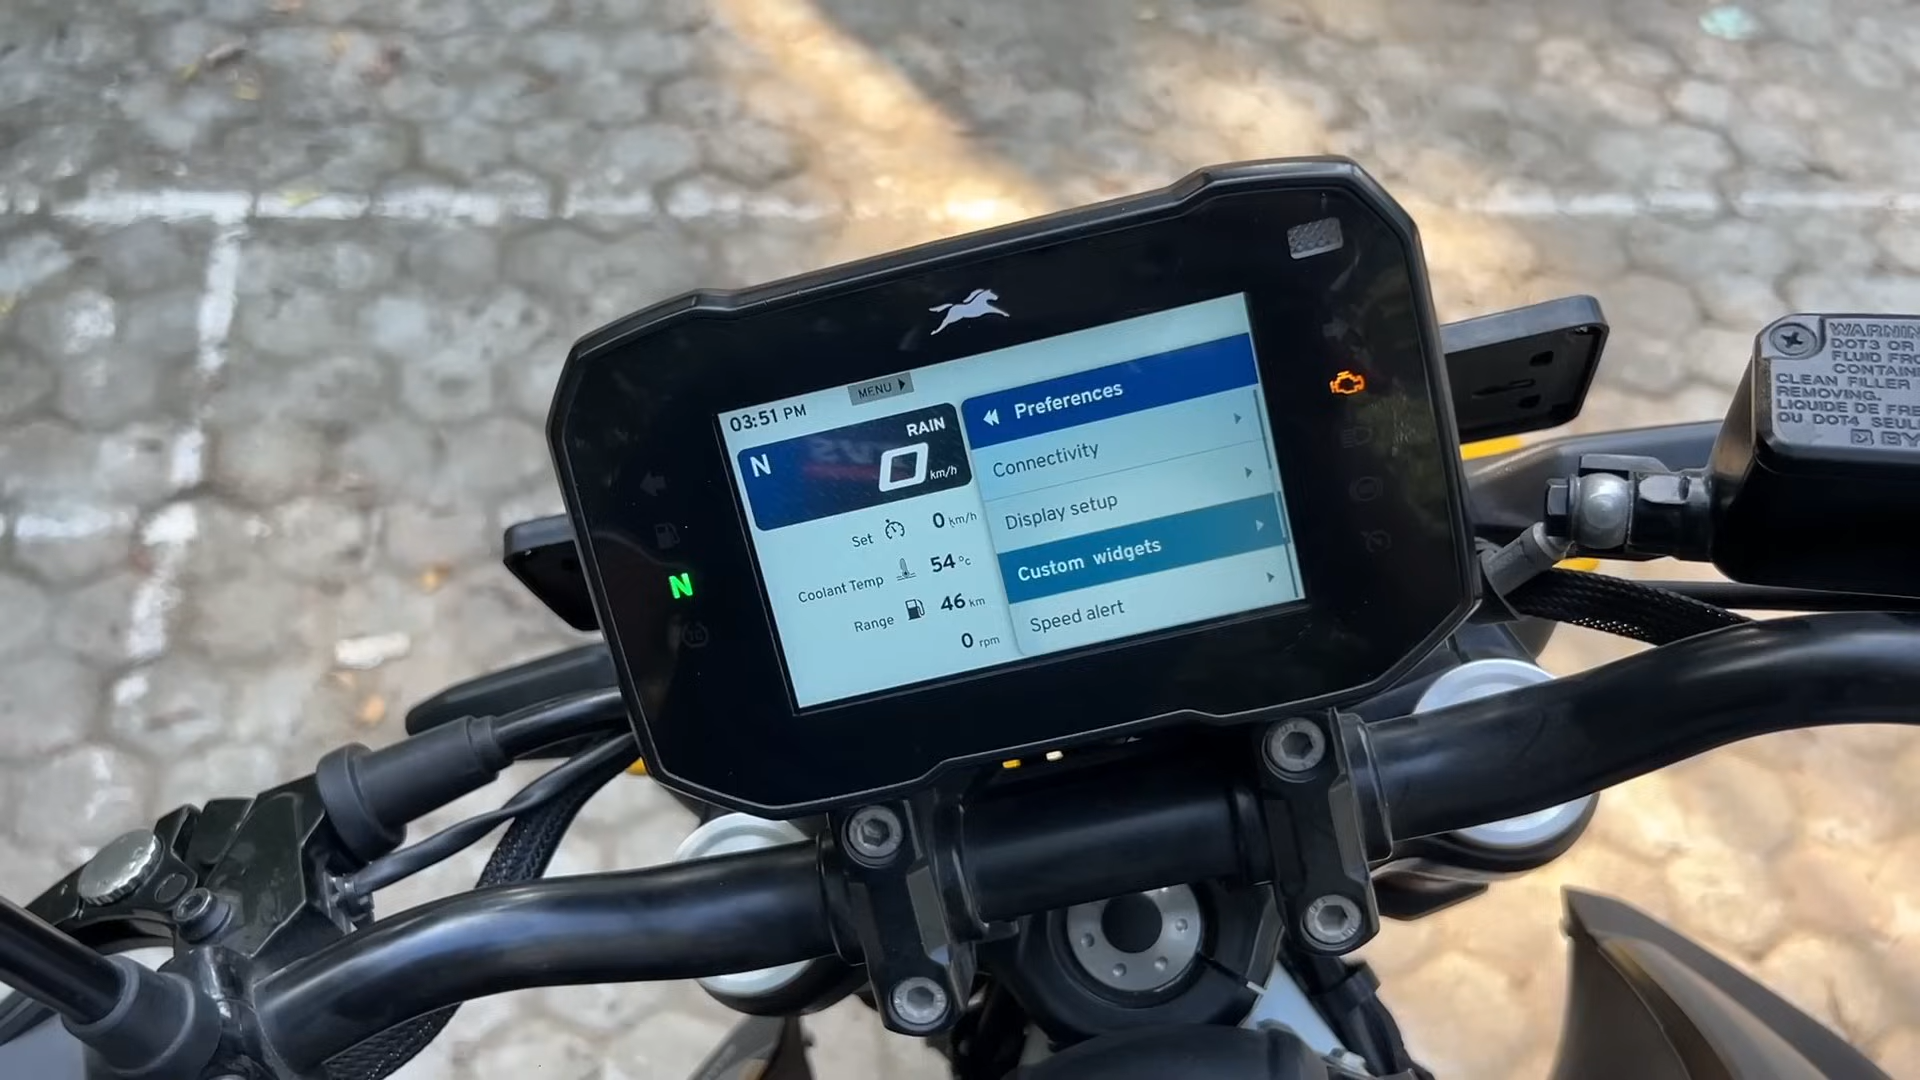 03:51 PM
MENU
N
RAIN
0 km/h
Set 0 km/h
Coolant Temp 54 °c
Range 46 km
0 rpm
Preferences
Connectivity
Display setup
Custom widgets
Speed alert
N
WARNING
DOT3 OR
FLUID FRO
CONTAIN
CLEAN FILLER
REMOVING.
LIQUIDE DE FRE
OU DOT4 SEUL
BY